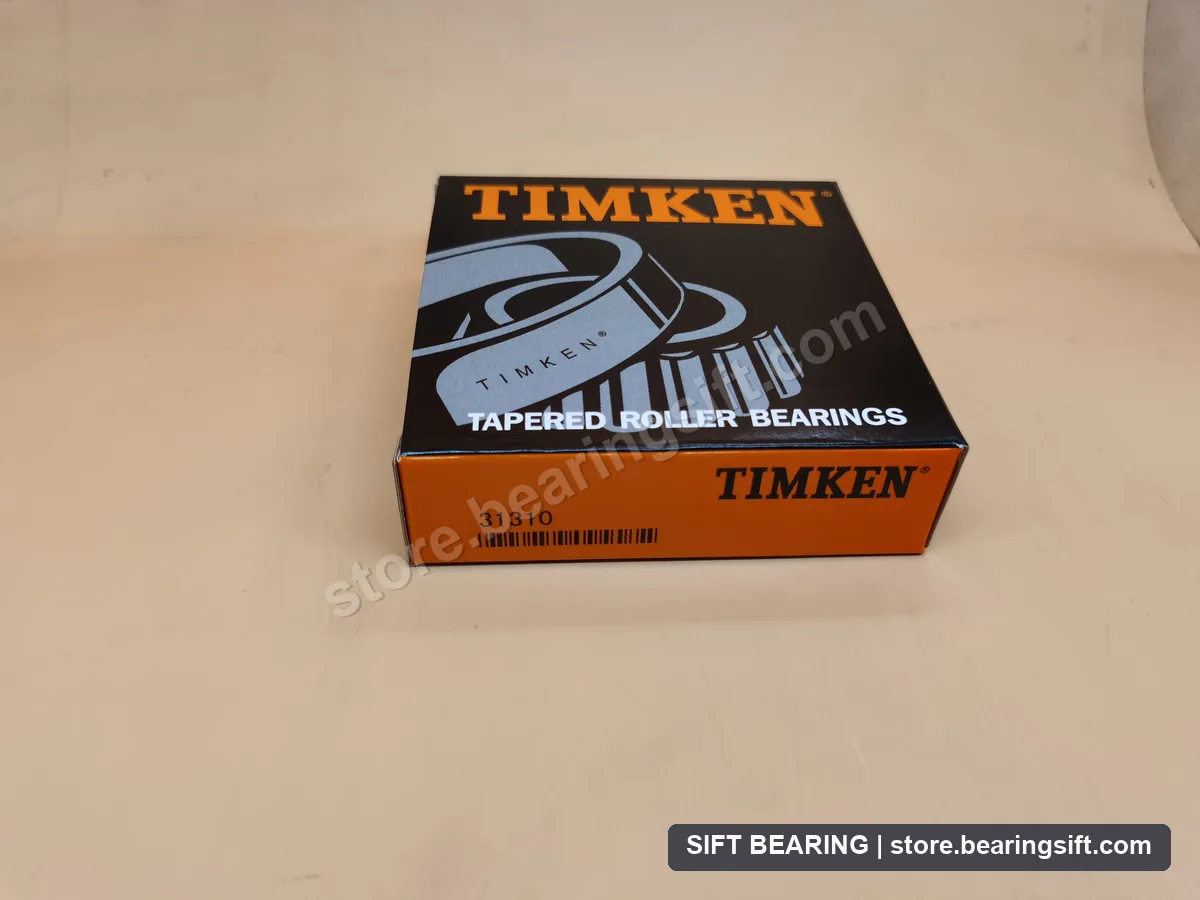 TIMKEN®
TIMKEN®
TAPERED ROLLER BEARINGS
TIMKEN®
31310
store.bearingsift.com
SIFT BEARING | store.bearingsift.com